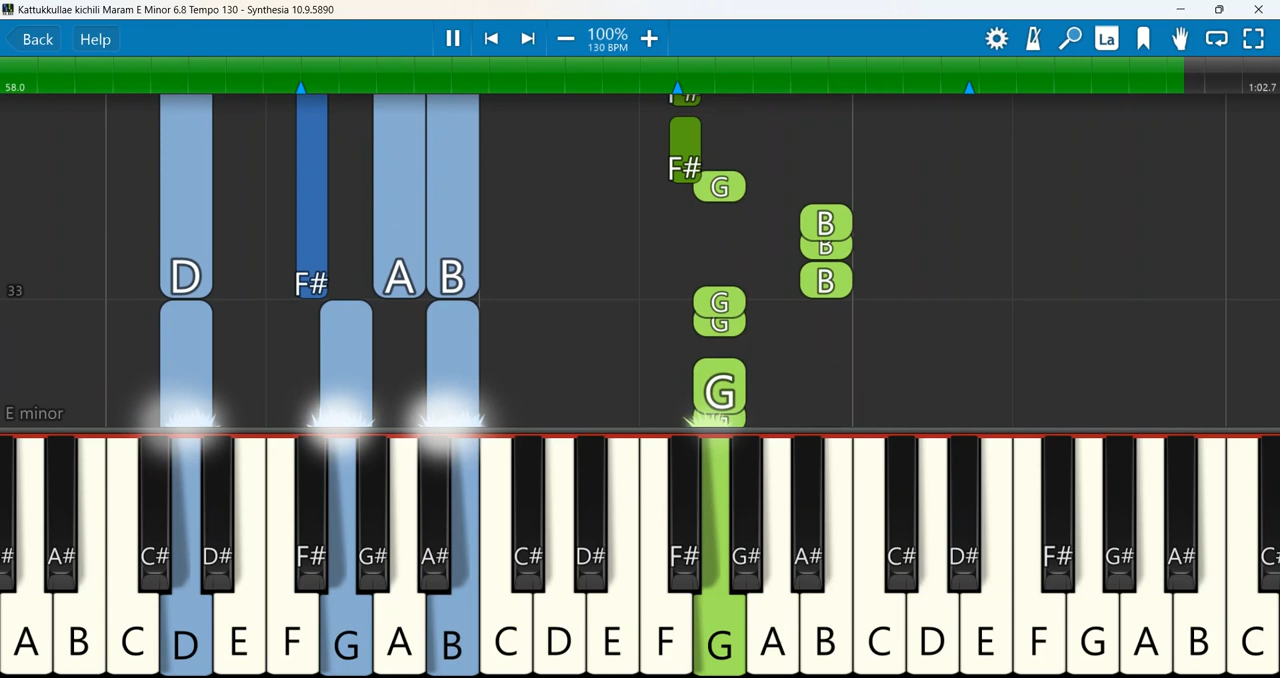 Kattukkullae kichili Maram E Minor 6.8 Tempo 130 - Synthesia 10.9.5890
Back Help 100% La
130 BPM
58.0 1:02.7
F#
F# G
B
B
D F# A B B
33
G
G
G
E minor
# A# C# D# F# G# A# C# D# F# G# A# C# D# F# G# A# C
A B C D E F G A B C D E F G A B C D E F G A B C